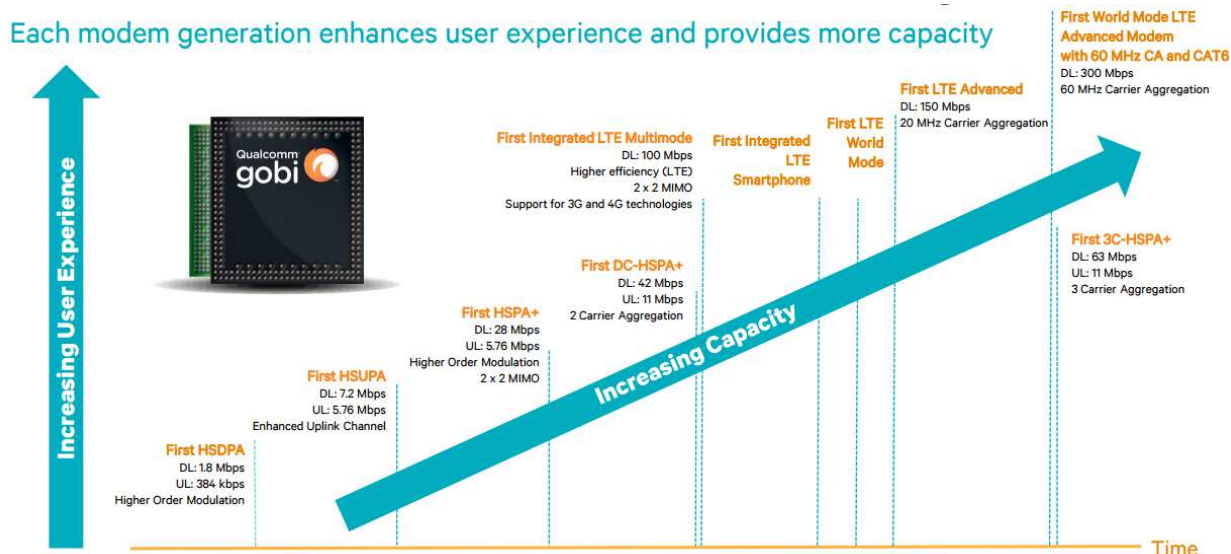 Each modem generation enhances user experience and provides more capacity
Increasing User Experience
Qualcomm
gobi
First HSDPA
DL: 1.8 Mbps
UL: 384 kbps
Higher Order Modulation
First HSUPA
DL: 7.2 Mbps
UL: 5.76 Mbps
Enhanced Uplink Channel
First HSPA+
DL: 28 Mbps
UL: 5.76 Mbps
Higher Order Modulation
2 x 2 MIMO
First DC-HSPA+
DL: 42 Mbps
UL: 11 Mbps
2 Carrier Aggregation
First Integrated LTE Multimode
DL: 100 Mbps
Higher efficiency (LTE)
2 x 2 MIMO
Support for 3G and 4G technologies
First Integrated
LTE
Smartphone
First LTE
World
Mode
First LTE Advanced
DL: 150 Mbps
20 MHz Carrier Aggregation
First World Mode LTE
Advanced Modem
with 60 MHz CA and CAT6
DL: 300 Mbps
60 MHz Carrier Aggregation
First 3C-HSPA+
DL: 63 Mbps
UL: 11 Mbps
3 Carrier Aggregation
Increasing Capacity
Time